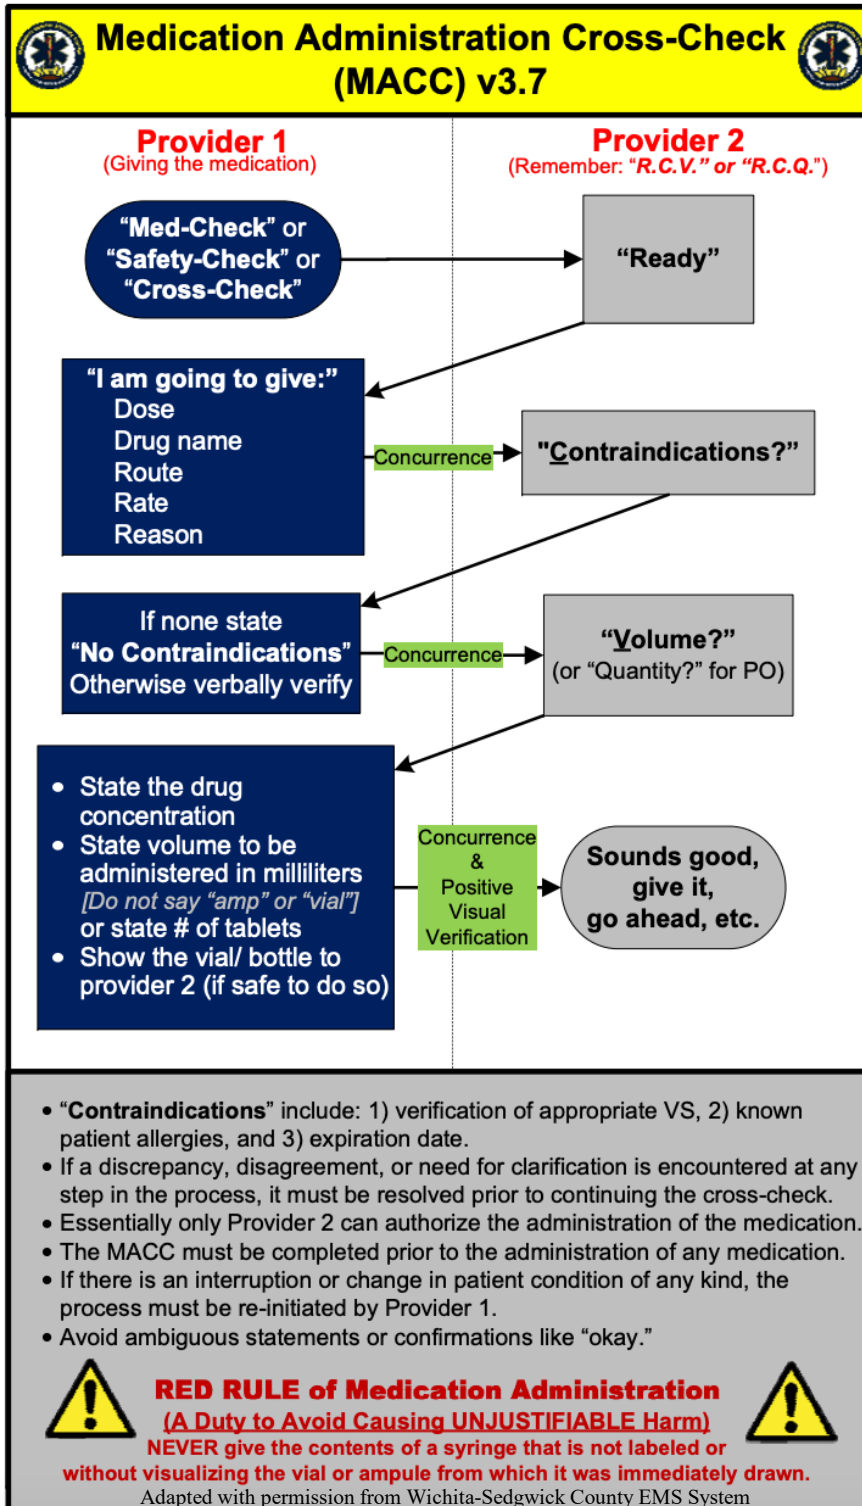 Medication Administration Cross-Check
(MACC) v3.7
Provider 1
(Giving the medication)
Provider 2
(Remember: “R.C.V.” or “R.C.Q.”)
“Med-Check” or
“Safety-Check” or
“Cross-Check”
“Ready”
“I am going to give:”
Dose
Drug name
Route
Rate
Reason
Concurrence
"Contraindications?”
If none state
“No Contraindications”
Otherwise verbally verify
Concurrence
“Volume?”
(or “Quantity?” for PO)
• State the drug
concentration
• State volume to be
administered in milliliters
[Do not say “amp” or “vial”]
or state # of tablets
• Show the vial/ bottle to
provider 2 (if safe to do so)
Concurrence
&
Positive
Visual
Verification
Sounds good,
give it,
go ahead, etc.
• “Contraindications” include: 1) verification of appropriate VS, 2) known
patient allergies, and 3) expiration date.
• If a discrepancy, disagreement, or need for clarification is encountered at any
step in the process, it must be resolved prior to continuing the cross-check.
• Essentially only Provider 2 can authorize the administration of the medication.
• The MACC must be completed prior to the administration of any medication.
• If there is an interruption or change in patient condition of any kind, the
process must be re-initiated by Provider 1.
• Avoid ambiguous statements or confirmations like “okay.”
RED RULE of Medication Administration
(A Duty to Avoid Causing UNJUSTIFIABLE Harm)
NEVER give the contents of a syringe that is not labeled or
without visualizing the vial or ampule from which it was immediately drawn.
Adapted with permission from Wichita-Sedgwick County EMS System